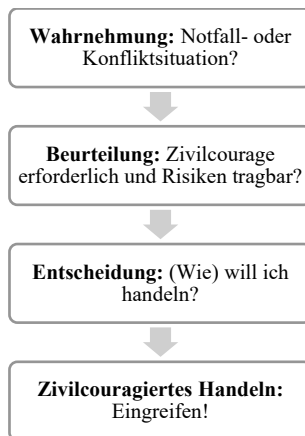 Wahrnehmung: Notfall- oder
Konfliktsituation?
Beurteilung: Zivilcourage
erforderlich und Risiken tragbar?
Entscheidung: (Wie) will ich
handeln?
Zivilcouragiertes Handeln:
Eingreifen!